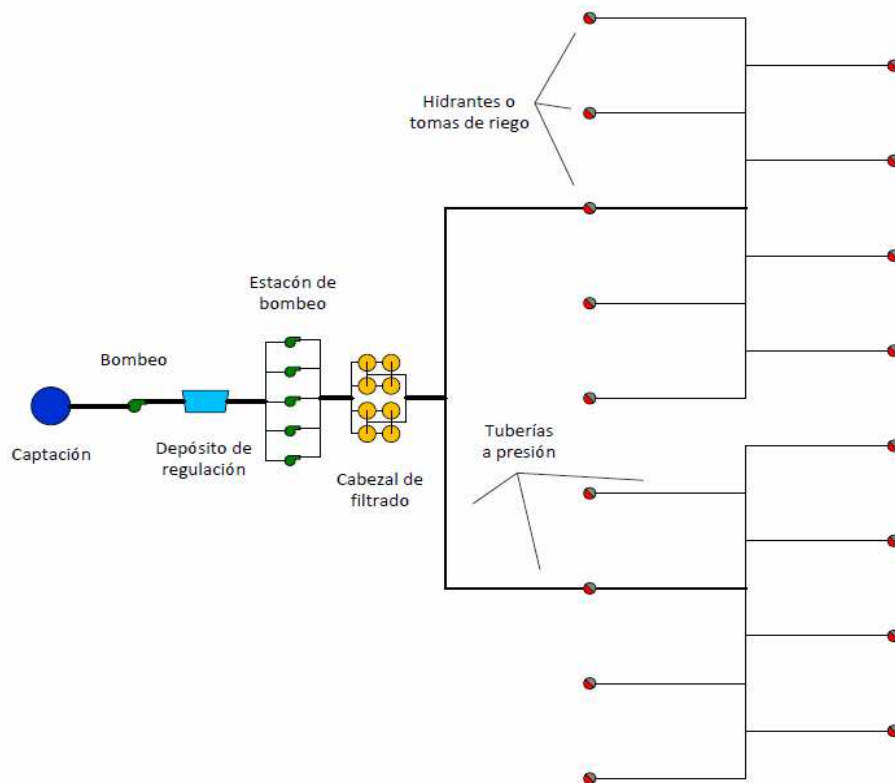 Hidrantes o
tomas de riego
Estacón de
bombeo
Bombeo
Captación
Depósito de
regulación
Cabezal de
filtrado
Tuberías
a presión